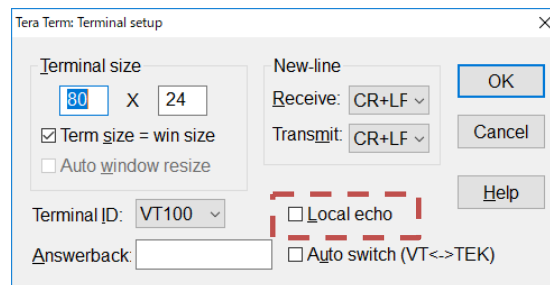 Tera Term: Terminal setup
Terminal size
80 X 24
Term size = win size
Auto window resize
New-line
Receive: CR+LF
Transmit: CR+LF
OK
Cancel
Help
Terminal ID: VT100
Local echo
Answerback:
Auto switch (VT<->TEK)